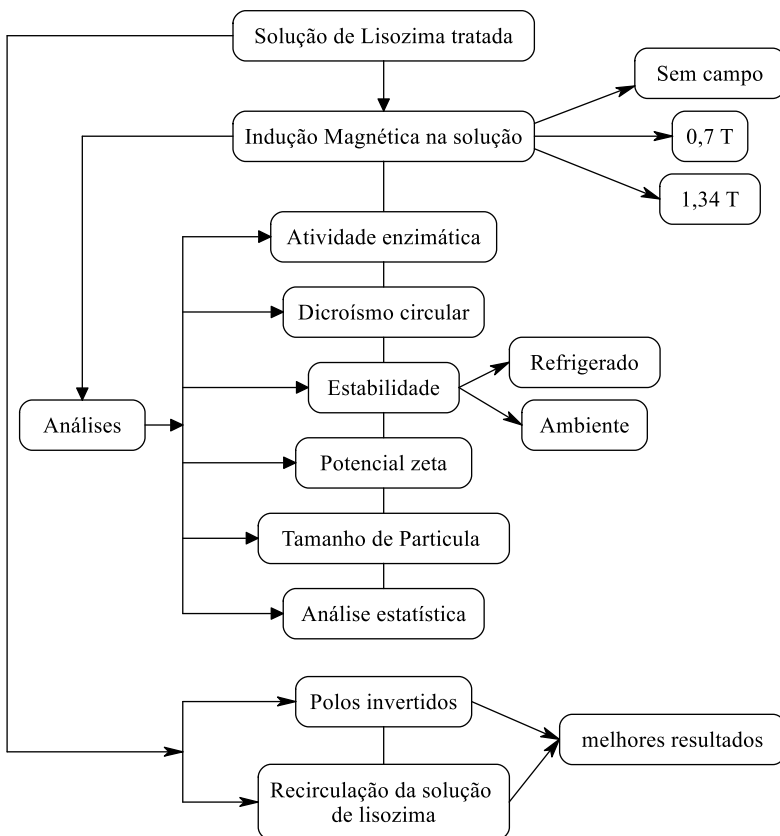 Solução de Lisozima tratada
Sem campo
Indução Magnética na solução
0,7 T
1,34 T
Atividade enzimática
Dicroísmo circular
Refrigerado
Estabilidade
Análises
Ambiente
Potencial zeta
Tamanho de Particula
Análise estatística
Polos invertidos
melhores resultados
Recirculação da solução
de lisozima